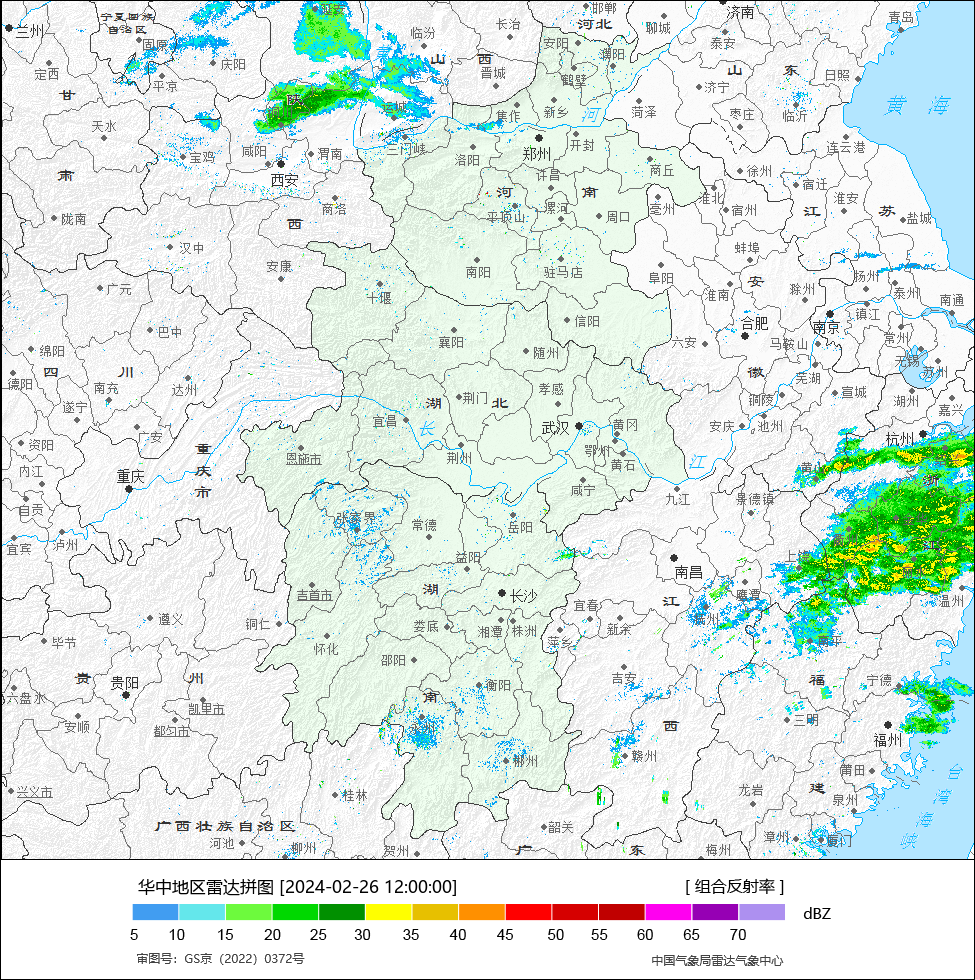 宁夏回族
自治区
延安
邯郸
河北
聊城
济南
青岛
兰州
固原
庆阳
临汾
长治
安阳
濮阳
泰安
定西
平凉
山
西
晋城
鹤壁
山
东
日照
甘
陕
运城
焦作
新乡
河
菏泽
济宁
枣庄
临沂
黄
海
天水
宝鸡
咸阳
渭南
三门峡
洛阳
郑州
开封
连云港
肃
西安
许昌
商丘
徐州
宿迁
陇南
商洛
河
南
平顶山
漯河
周口
亳州
淮北
宿州
江
淮安
苏
盐城
西
汉中
安康
南阳
驻马店
阜阳
蚌埠
广元
十堰
淮南
安
滁州
扬州
泰州
南通
巴中
信阳
合肥
南京
镇江
绵阳
襄阳
随州
六安
马鞍山
常州
无锡
苏州
德阳
四
川
南充
达州
荆门
孝感
徽
芜湖
宣城
湖州
嘉兴
遂宁
湖
北
铜陵
广安
宜昌
长
武汉
黄冈
安庆
池州
杭州
资阳
重
庆
市
恩施市
荆州
鄂州
黄石
江
黄山
内江
重庆
咸宁
九江
景德镇
浙
自贡
张家界
常德
岳阳
宜宾
泸州
益阳
南昌
上饶
江
吉首市
湖
长沙
鹰潭
温州
遵义
铜仁
娄底
湘潭
株洲
宜春
江
新余
抚州
毕节
怀化
萍乡
南平
邵阳
贵
州
贵阳
衡阳
南
吉安
福
宁德
六盘水
凯里市
安顺
都匀市
西
三明
福州
郴州
赣州
兴义市
桂林
莆田
龙岩
建
泉州
台
湾
海
峡
广西壮族自治区
韶关
漳州
厦门
河池
柳州
贺州
广
东
梅州
华中地区雷达拼图 [2024-02-26 12:00:00]
[ 组合反射率 ]
dBZ
5 10 15 20 25 30 35 40 45 50 55 60 65 70
审图号：GS京（2022）0372号
中国气象局雷达气象中心